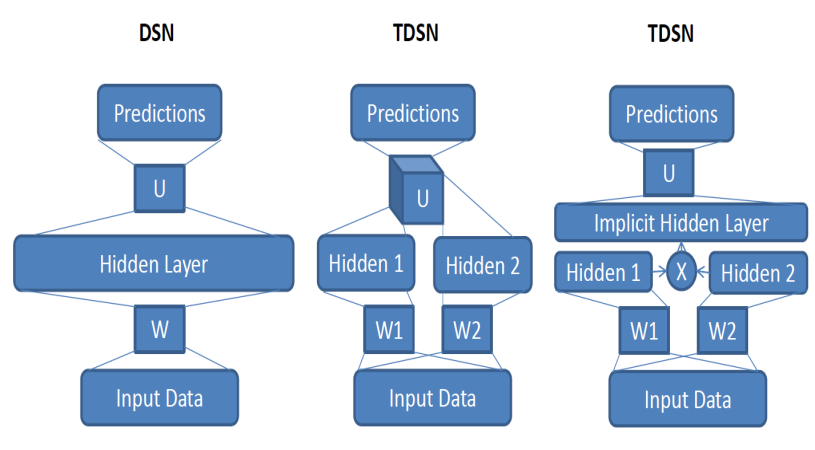 DSN
Predictions
U
Hidden Layer
W
Input Data
TDSN
Predictions
U
Hidden 1
Hidden 2
W1
W2
Input Data
TDSN
Predictions
U
Implicit Hidden Layer
Hidden 1
X
Hidden 2
W1
W2
Input Data